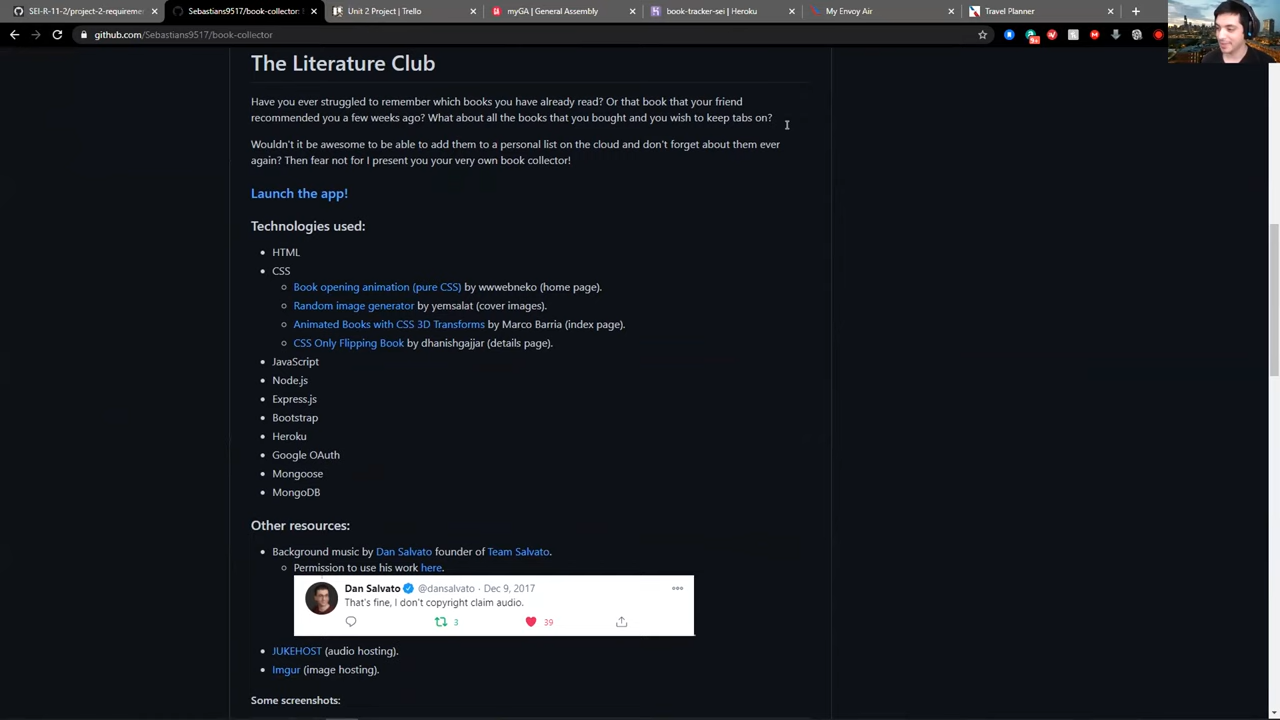 SEI-R-11-2/project-2-requireme
Sebastians9517/book-collector:
Unit 2 Project | Trello
myGA | General Assembly
book-tracker-sei | Heroku
My Envoy Air
Travel Planner
github.com/Sebastians9517/book-collector
The Literature Club
Have you ever struggled to remember which books you have already read? Or that book that your friend
recommended you a few weeks ago? What about all the books that you bought and you wish to keep tabs on?
Wouldn't it be awesome to be able to add them to a personal list on the cloud and don't forget about them ever
again? Then fear not for I present you your very own book collector!
Launch the app!
Technologies used:
HTML
CSS
Book opening animation (pure CSS) by wwwebneko (home page).
Random image generator by yemsalat (cover images).
Animated Books with CSS 3D Transforms by Marco Barria (index page).
CSS Only Flipping Book by dhanishgajjar (details page).
JavaScript
Node.js
Express.js
Bootstrap
Heroku
Google OAuth
Mongoose
MongoDB
Other resources:
Background music by Dan Salvato founder of Team Salvato.
Permission to use his work here.
Dan Salvato @dansalvato · Dec 9, 2017
That's fine, I don't copyright claim audio.
3 39
JUKEHOST (audio hosting).
Imgur (image hosting).
Some screenshots: